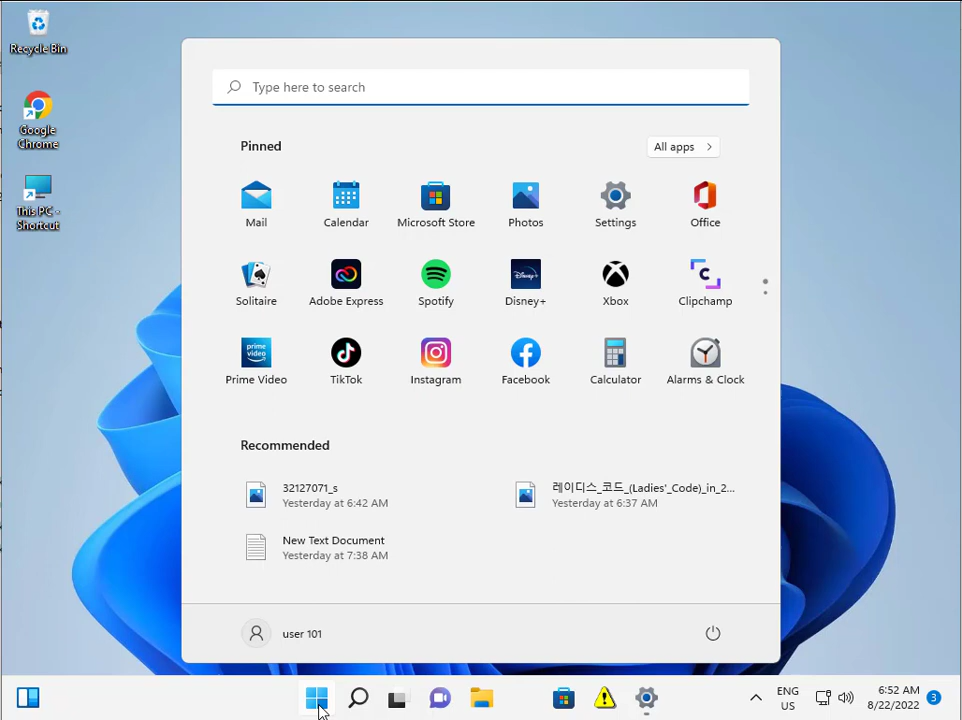 Recycle Bin
Google
Chrome
This PC -
Shortcut
Type here to search
Pinned
All apps
Mail
Calendar
Microsoft Store
Photos
Settings
Office
Solitaire
Adobe Express
Spotify
Disney+
Xbox
Clipchamp
prime
video
Prime Video
TikTok
Instagram
Facebook
Calculator
Alarms & Clock
Recommended
32127071_s
Yesterday at 6:42 AM
레이디스_코드_(Ladies'_Code)_in_2...
Yesterday at 6:37 AM
New Text Document
Yesterday at 7:38 AM
user 101
ENG
US
6:52 AM
8/22/2022
3